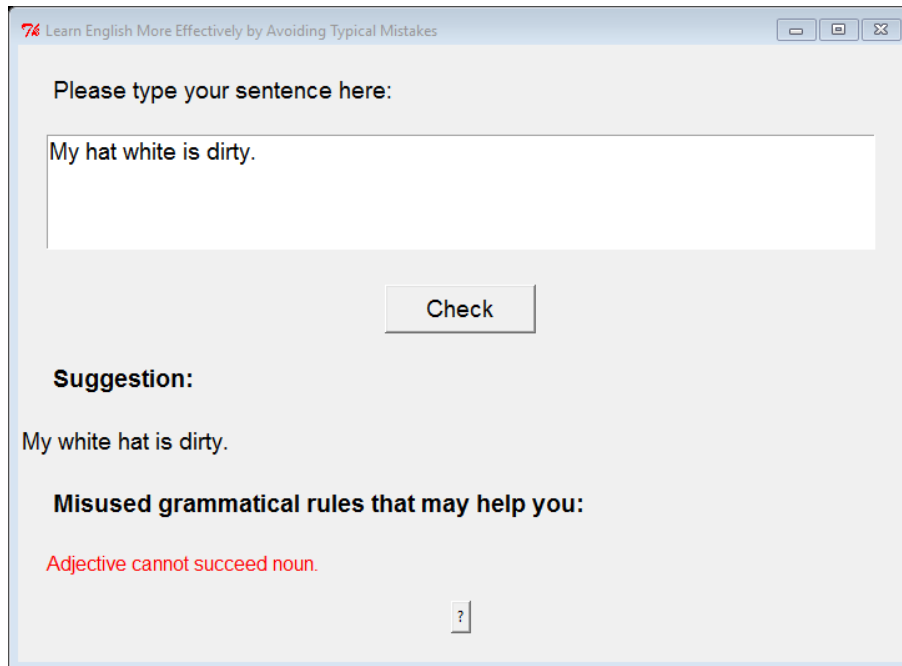 Learn English More Effectively by Avoiding Typical Mistakes
Please type your sentence here:
My hat white is dirty.
Check
Suggestion:
My white hat is dirty.
Misused grammatical rules that may help you:
Adjective cannot succeed noun.
?